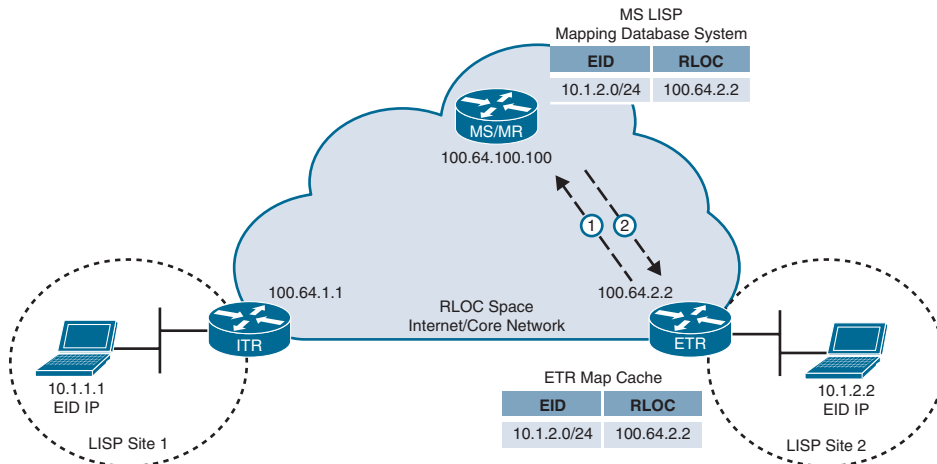 MS LISP
Mapping Database System
EID RLOC
10.1.2.0/24 100.64.2.2
MS/MR
100.64.100.100
1 2
100.64.1.1
100.64.2.2
RLOC Space
Internet/Core Network
ITR
ETR
10.1.1.1
EID IP
LISP Site 1
ETR Map Cache
EID RLOC
10.1.2.0/24 100.64.2.2
10.1.2.2
EID IP
LISP Site 2